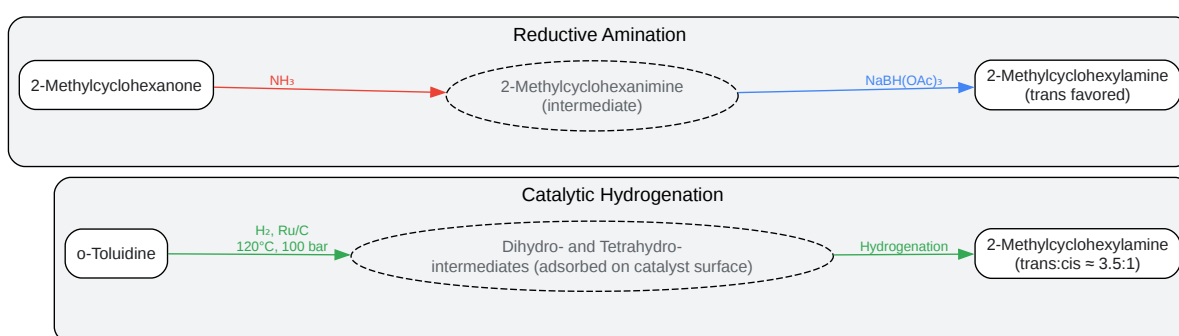 Reductive Amination
2-Methylcyclohexanone
NH₃
2-Methylcyclohexanimine
(intermediate)
NaBH(OAc)₃
2-Methylcyclohexylamine
(trans favored)
Catalytic Hydrogenation
o-Toluidine
H₂, Ru/C
120°C, 100 bar
Dihydro- and Tetrahydro-
intermediates (adsorbed on catalyst surface)
Hydrogenation
2-Methylcyclohexylamine
(trans:cis ≈ 3.5:1)